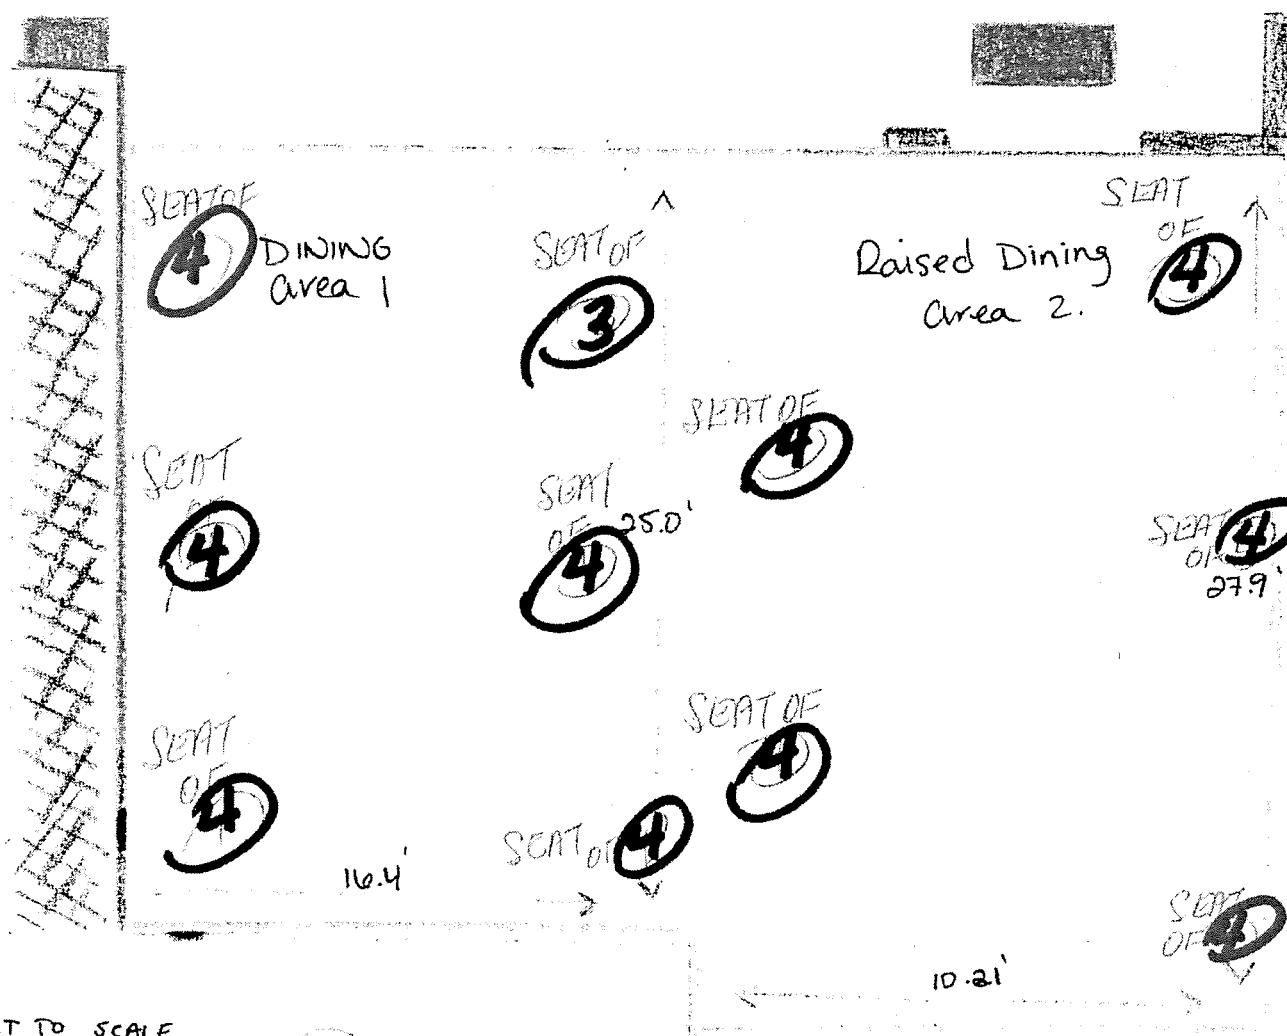 SEAT OF
4
DINING
area 1
SEAT OF
3
Raised Dining
area 2.
SEAT
OF
4
SEAT OF
4
SEAT
4
SEAT
OF
4
25.0'
SEAT
OF
4
27.9'
SEAT
OF
4
SEAT OF
4
SEAT OF
4
16.4'
SEAT
OF
4
10.21'
TO SCALE